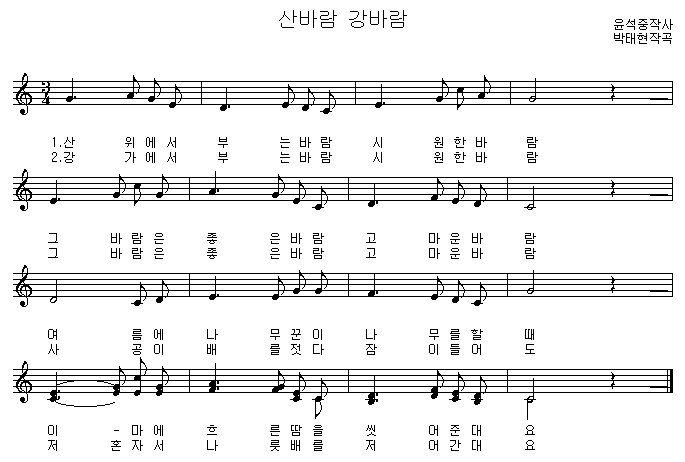 산바람 강바람
윤석중작사
박태현작곡
3
4
1.산 위에서 부 는바람 시 원한바 람
2.강 가에서 부 는바람 시 원한바 람
그 바람은 좋 은바람 고 마운바 람
그 바람은 좋 은바람 고 마운바 람
여 름에 나 무꾼이 나 무를할 때
사 공이 배 를젓다 잠 이들어 도
이 -마에 흐 른땀을 씻 어준대 요
저 혼자서 나 룻배를 저 어간대 요